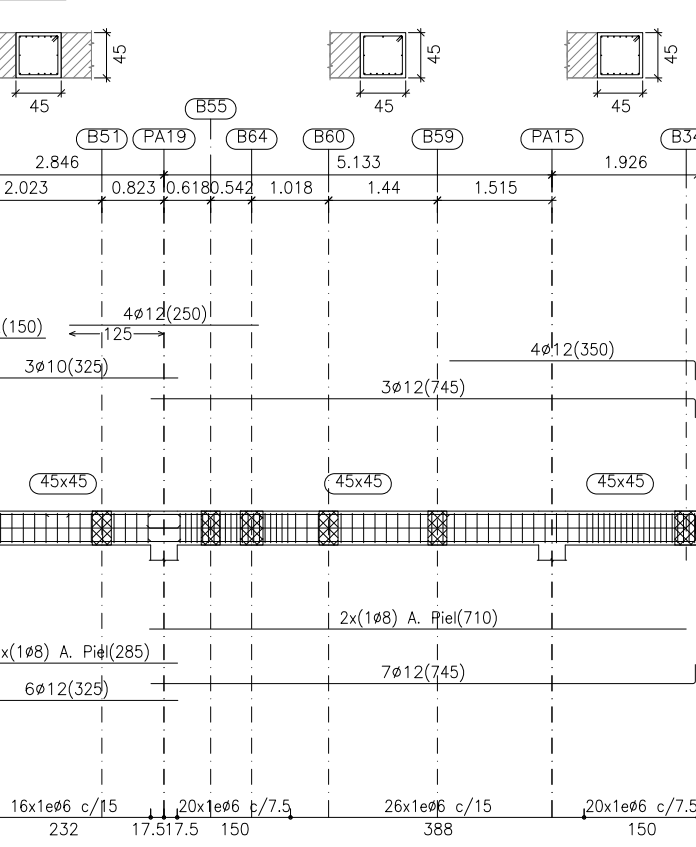 45 45 45
45 45 45
B55
B51 PA19 B64 B60 B59 PA15 B34
2.846 5.133 1.926
2.023 0.823 0.618 0.542 1.018 1.44 1.515
4ø12(250)
(150) 125
4ø12(350)
3ø10(325)
3ø12(745)
45x45 45x45 45x45
2x(1ø8) A. Piel(710)
x(1ø8) A. Piel(285)
7ø12(745)
6ø12(325)
16x1eø6 c/15 20x1eø6 c/7.5 26x1eø6 c/15 20x1eø6 c/7.5
232 17.5 17.5 150 388 150